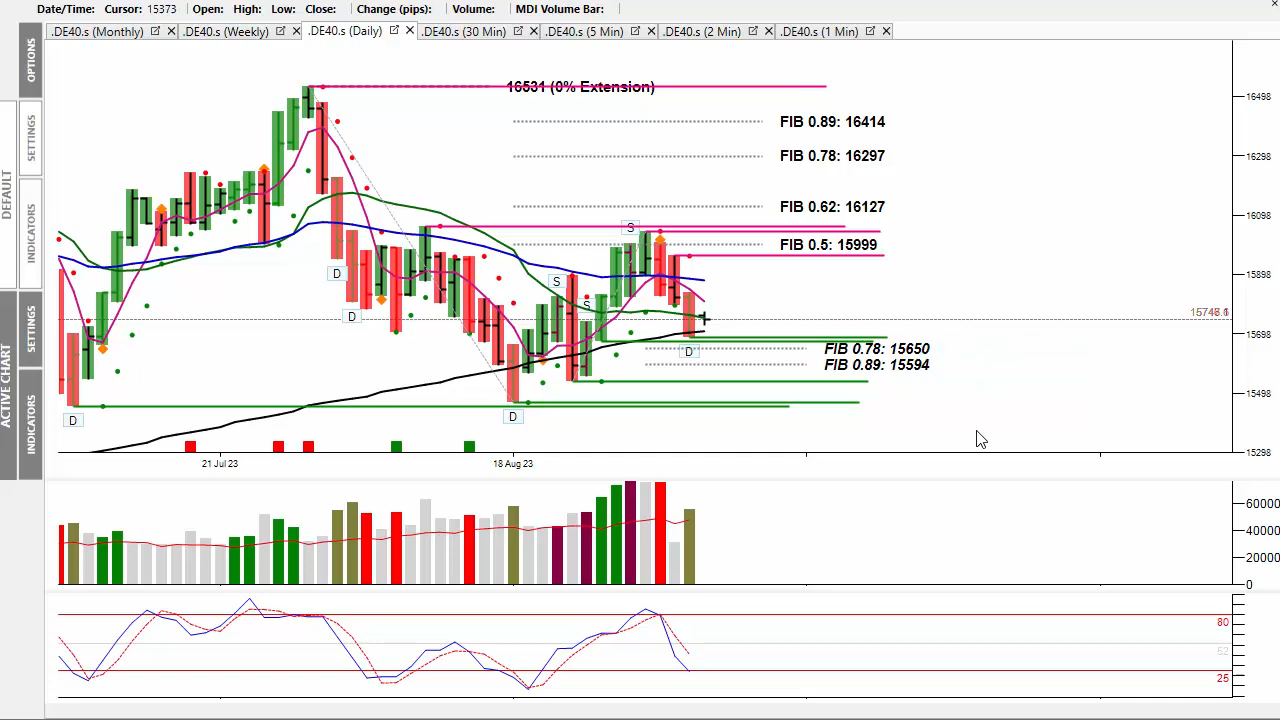 Date/Time: Cursor: 15373 Open: High: Low: Close: Change (pips): Volume: MDI Volume Bar:
.DE40.s (Monthly) .DE40.s (Weekly) .DE40.s (Daily) .DE40.s (30 Min) .DE40.s (5 Min) .DE40.s (2 Min) .DE40.s (1 Min)
OPTIONS
DEFAULT
SETTINGS
INDICATORS
ACTIVE CHART
SETTINGS
INDICATORS
16531 (0% Extension)
FIB 0.89: 16414
FIB 0.78: 16297
FIB 0.62: 16127
FIB 0.5: 15999
FIB 0.78: 15650
FIB 0.89: 15594
S
S
S
D
D
D
D
D
16498
16298
16098
15898
15698
15498
15298
21 Jul 23
18 Aug 23
60000
40000
20000
0
80
52
25